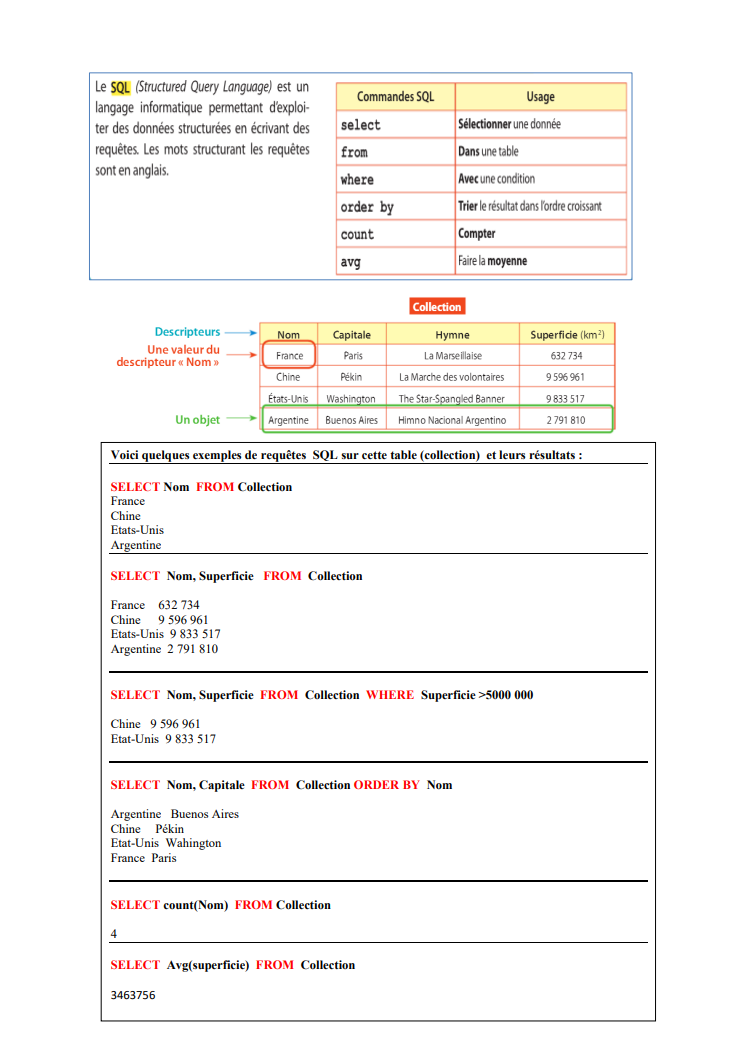 Le SQL (Structured Query Language) est un
langage informatique permettant d'exploi-
ter des données structurées en écrivant des
requêtes. Les mots structurant les requêtes
sont en anglais.
Commandes SQL Usage
select Sélectionner une donnée
from Dans une table
where Avec une condition
order by Trier le résultat dans l'ordre croissant
count Compter
avg Faire la moyenne
Collection
Descripteurs Nom Capitale Hymne Superficie (km²)
Une valeur du
descripteur « Nom »
France Paris La Marseillaise 632 734
Chine Pékin La Marche des volontaires 9 596 961
États-Unis Washington The Star-Spangled Banner 9 833 517
Un objet Argentine Buenos Aires Himno Nacional Argentino 2 791 810
Voici quelques exemples de requêtes SQL sur cette table (collection) et leurs résultats :
SELECT Nom FROM Collection
France
Chine
Etats-Unis
Argentine
SELECT Nom, Superficie FROM Collection
France 632 734
Chine 9 596 961
Etats-Unis 9 833 517
Argentine 2 791 810
SELECT Nom, Superficie FROM Collection WHERE Superficie >5000 000
Chine 9 596 961
Etat-Unis 9 833 517
SELECT Nom, Capitale FROM Collection ORDER BY Nom
Argentine Buenos Aires
Chine Pékin
Etat-Unis Wahington
France Paris
SELECT count(Nom) FROM Collection
4
SELECT Avg(superficie) FROM Collection
3463756